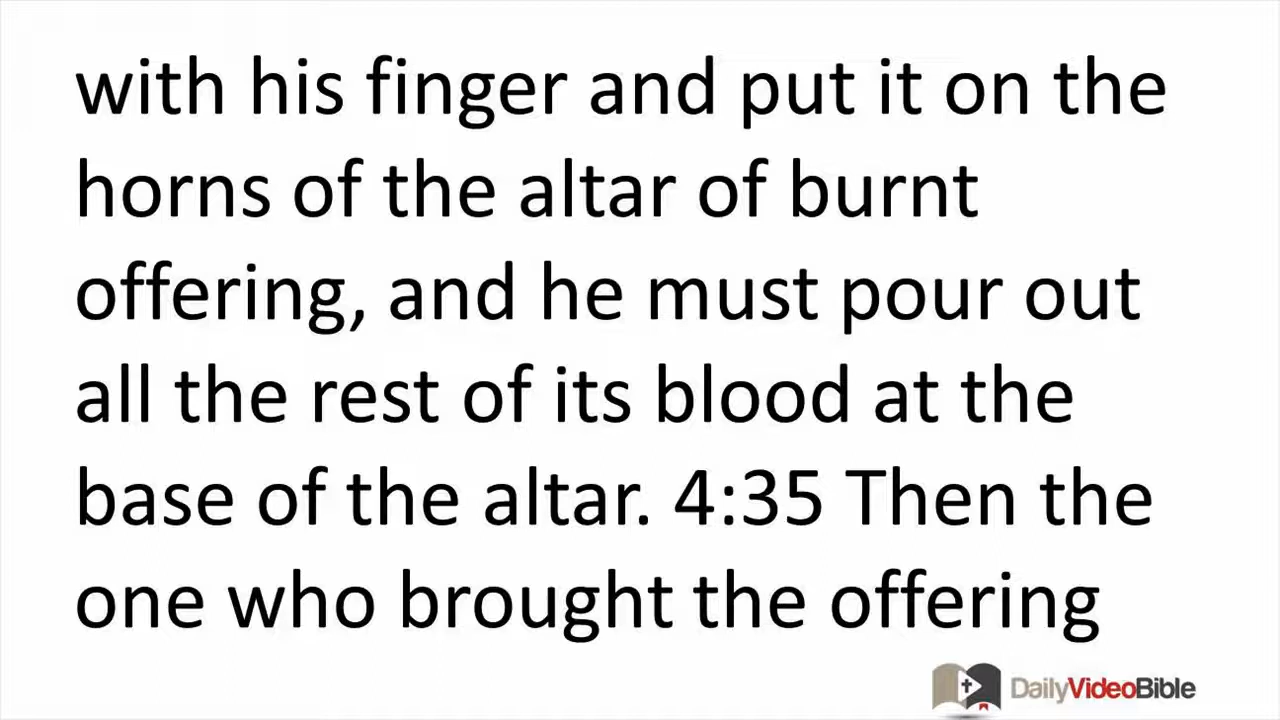 with his finger and put it on the
horns of the altar of burnt
offering, and he must pour out
all the rest of its blood at the
base of the altar. 4:35 Then the
one who brought the offering
DailyVideoBible